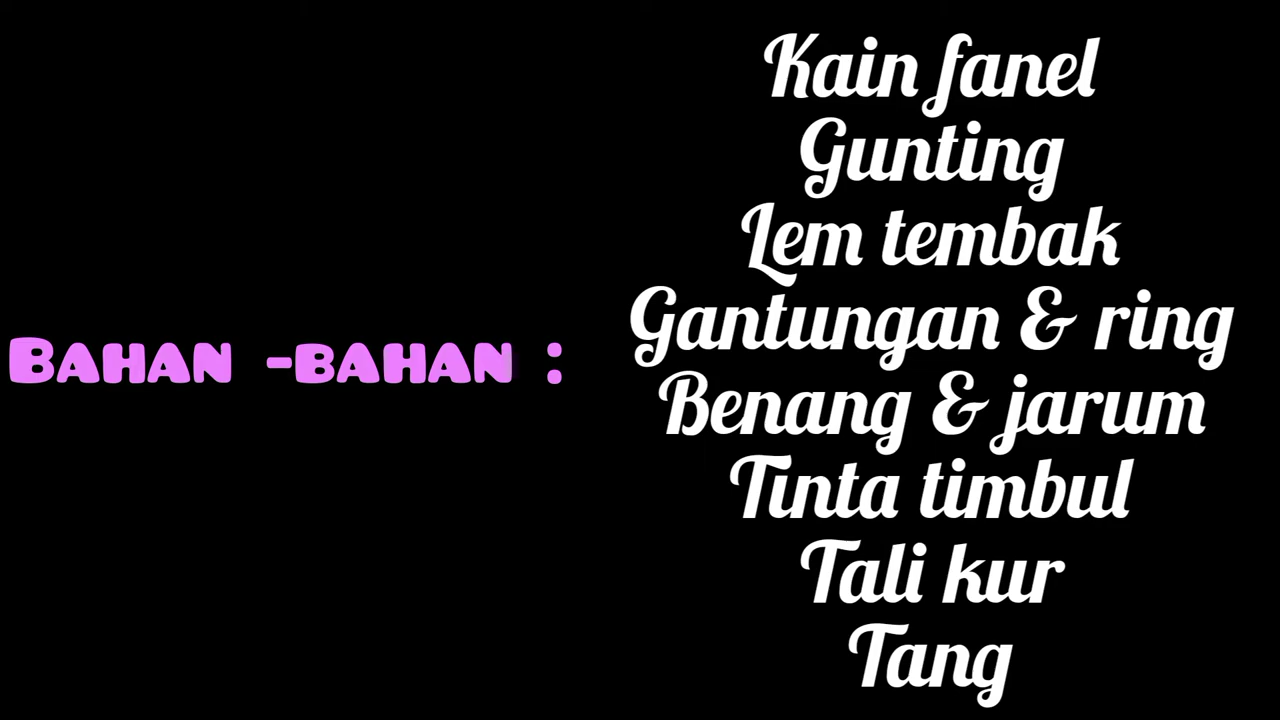 Bahan -bahan :
Kain fanel
Gunting
Lem tembak
Gantungan & ring
Benang & jarum
Tinta timbul
Tali kur
Tang